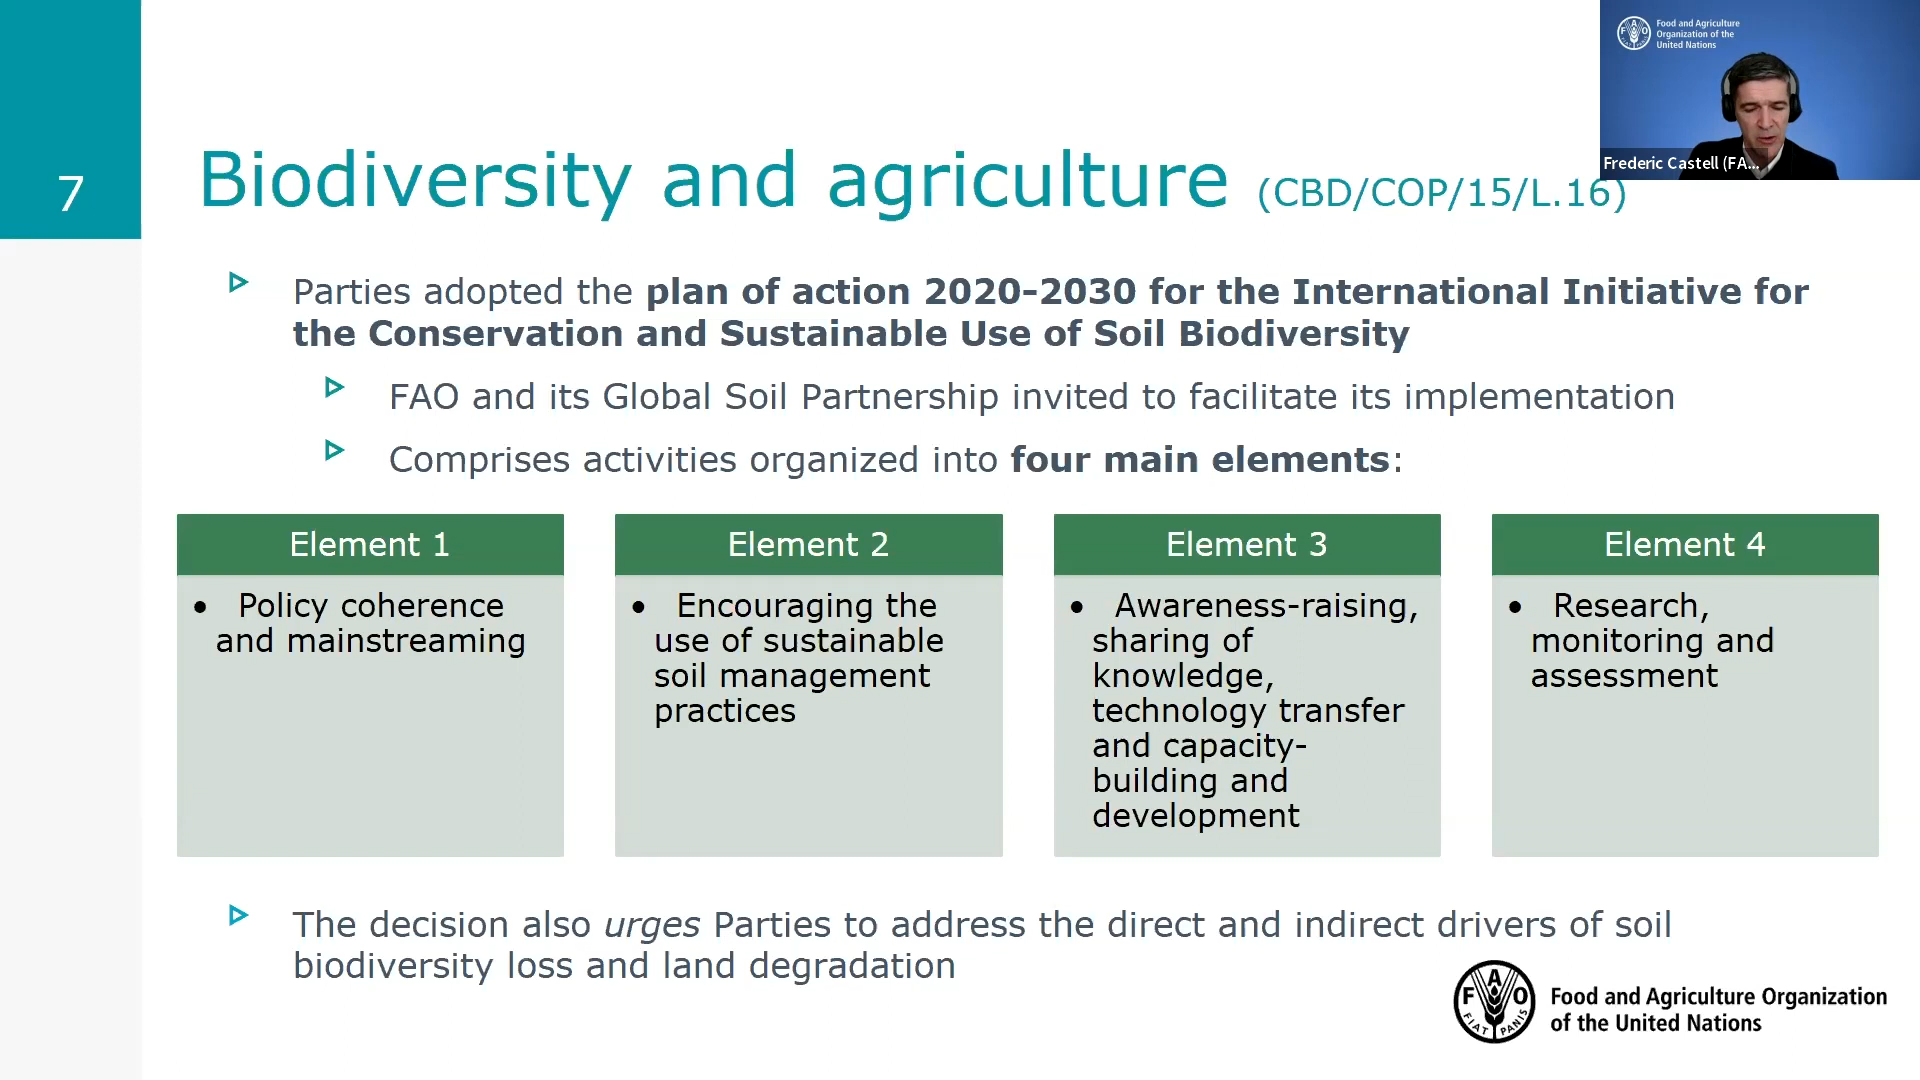 7
Biodiversity and agriculture (CBD/COP/15/L.16)
Food and Agriculture
Organization of the
United Nations
Frederic Castell (FA...
Parties adopted the plan of action 2020-2030 for the International Initiative for
the Conservation and Sustainable Use of Soil Biodiversity
FAO and its Global Soil Partnership invited to facilitate its implementation
Comprises activities organized into four main elements:
Element 1
• Policy coherence
and mainstreaming
Element 2
• Encouraging the
use of sustainable
soil management
practices
Element 3
• Awareness-raising,
sharing of
knowledge,
technology transfer
and capacity-
building and
development
Element 4
• Research,
monitoring and
assessment
The decision also urges Parties to address the direct and indirect drivers of soil
biodiversity loss and land degradation
F A O
FIAT PANIS
Food and Agriculture Organization
of the United Nations